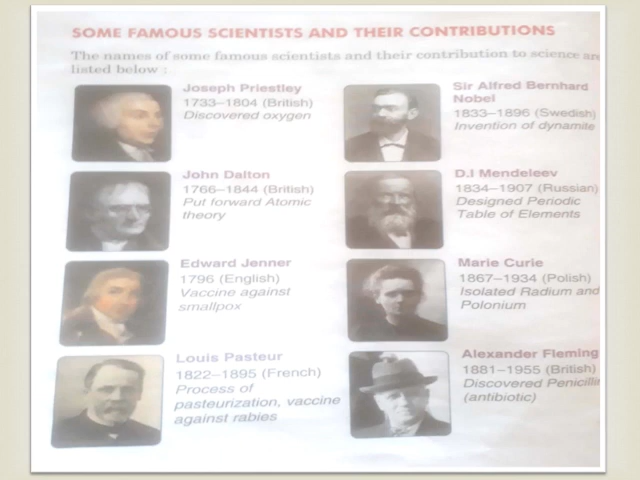 SOME FAMOUS SCIENTISTS AND THEIR CONTRIBUTIONS
The names of some famous scientists and their contribution to science are
listed below :
Joseph Priestley
1733–1804 (British)
Discovered oxygen
Sir Alfred Bernhard
Nobel
1833–1896 (Swedish)
Invention of dynamite
John Dalton
1766–1844 (British)
Put forward Atomic
theory
D.I Mendeleev
1834–1907 (Russian)
Designed Periodic
Table of Elements
Edward Jenner
1796 (English)
Vaccine against
smallpox
Marie Curie
1867–1934 (Polish)
Isolated Radium and
Polonium
Louis Pasteur
1822–1895 (French)
Process of
pasteurization, vaccine
against rabies
Alexander Fleming
1881–1955 (British)
Discovered Penicillin
(antibiotic)